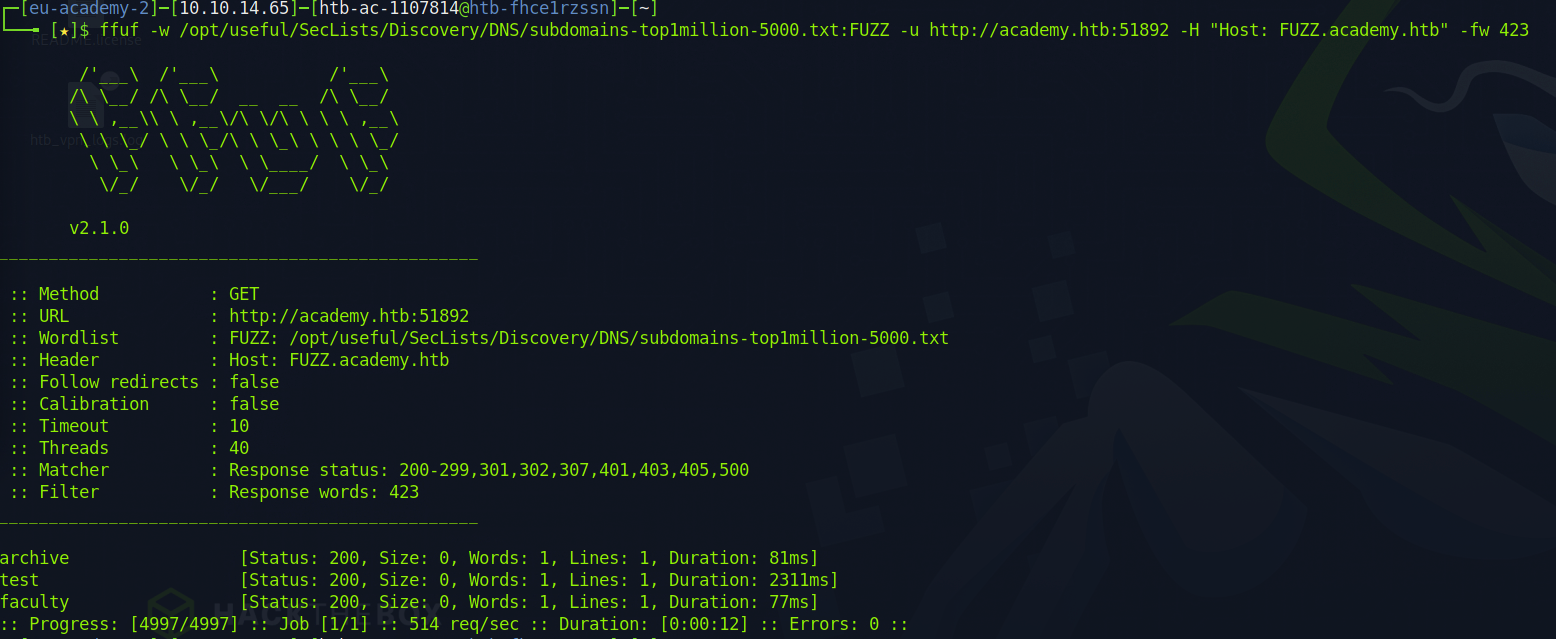 ┌─[eu-academy-2]─[10.10.14.65]─[htb-ac-1107814@htb-fhce1rzssn]─[~]
└──╼ [★]$ ffuf -w /opt/useful/SecLists/Discovery/DNS/subdomains-top1million-5000.txt:FUZZ -u http://academy.htb:51892 -H "Host: FUZZ.academy.htb" -fw 423
README.license
        /'___\  /'___\           /'___\
       /\ \__/ /\ \__/  __  __  /\ \__/
       \ \ ,__\\ \ ,__\/\ \/\ \ \ \ ,__\
        \ \ \_/ \ \ \_/\ \ \_\ \ \ \ \_/
         \ \_\   \ \_\  \ \____/  \ \_\
          \/_/    \/_/   \/___/    \/_/
       v2.1.0
________________________________________________
 :: Method           : GET
 :: URL              : http://academy.htb:51892
 :: Wordlist         : FUZZ: /opt/useful/SecLists/Discovery/DNS/subdomains-top1million-5000.txt
 :: Header           : Host: FUZZ.academy.htb
 :: Follow redirects : false
 :: Calibration      : false
 :: Timeout          : 10
 :: Threads          : 40
 :: Matcher          : Response status: 200-299,301,302,307,401,403,405,500
 :: Filter           : Response words: 423
________________________________________________
archive                 [Status: 200, Size: 0, Words: 1, Lines: 1, Duration: 81ms]
test                    [Status: 200, Size: 0, Words: 1, Lines: 1, Duration: 2311ms]
faculty                 [Status: 200, Size: 0, Words: 1, Lines: 1, Duration: 77ms]
HACKTHEBOX
:: Progress: [4997/4997] :: Job [1/1] :: 514 req/sec :: Duration: [0:00:12] :: Errors: 0 ::